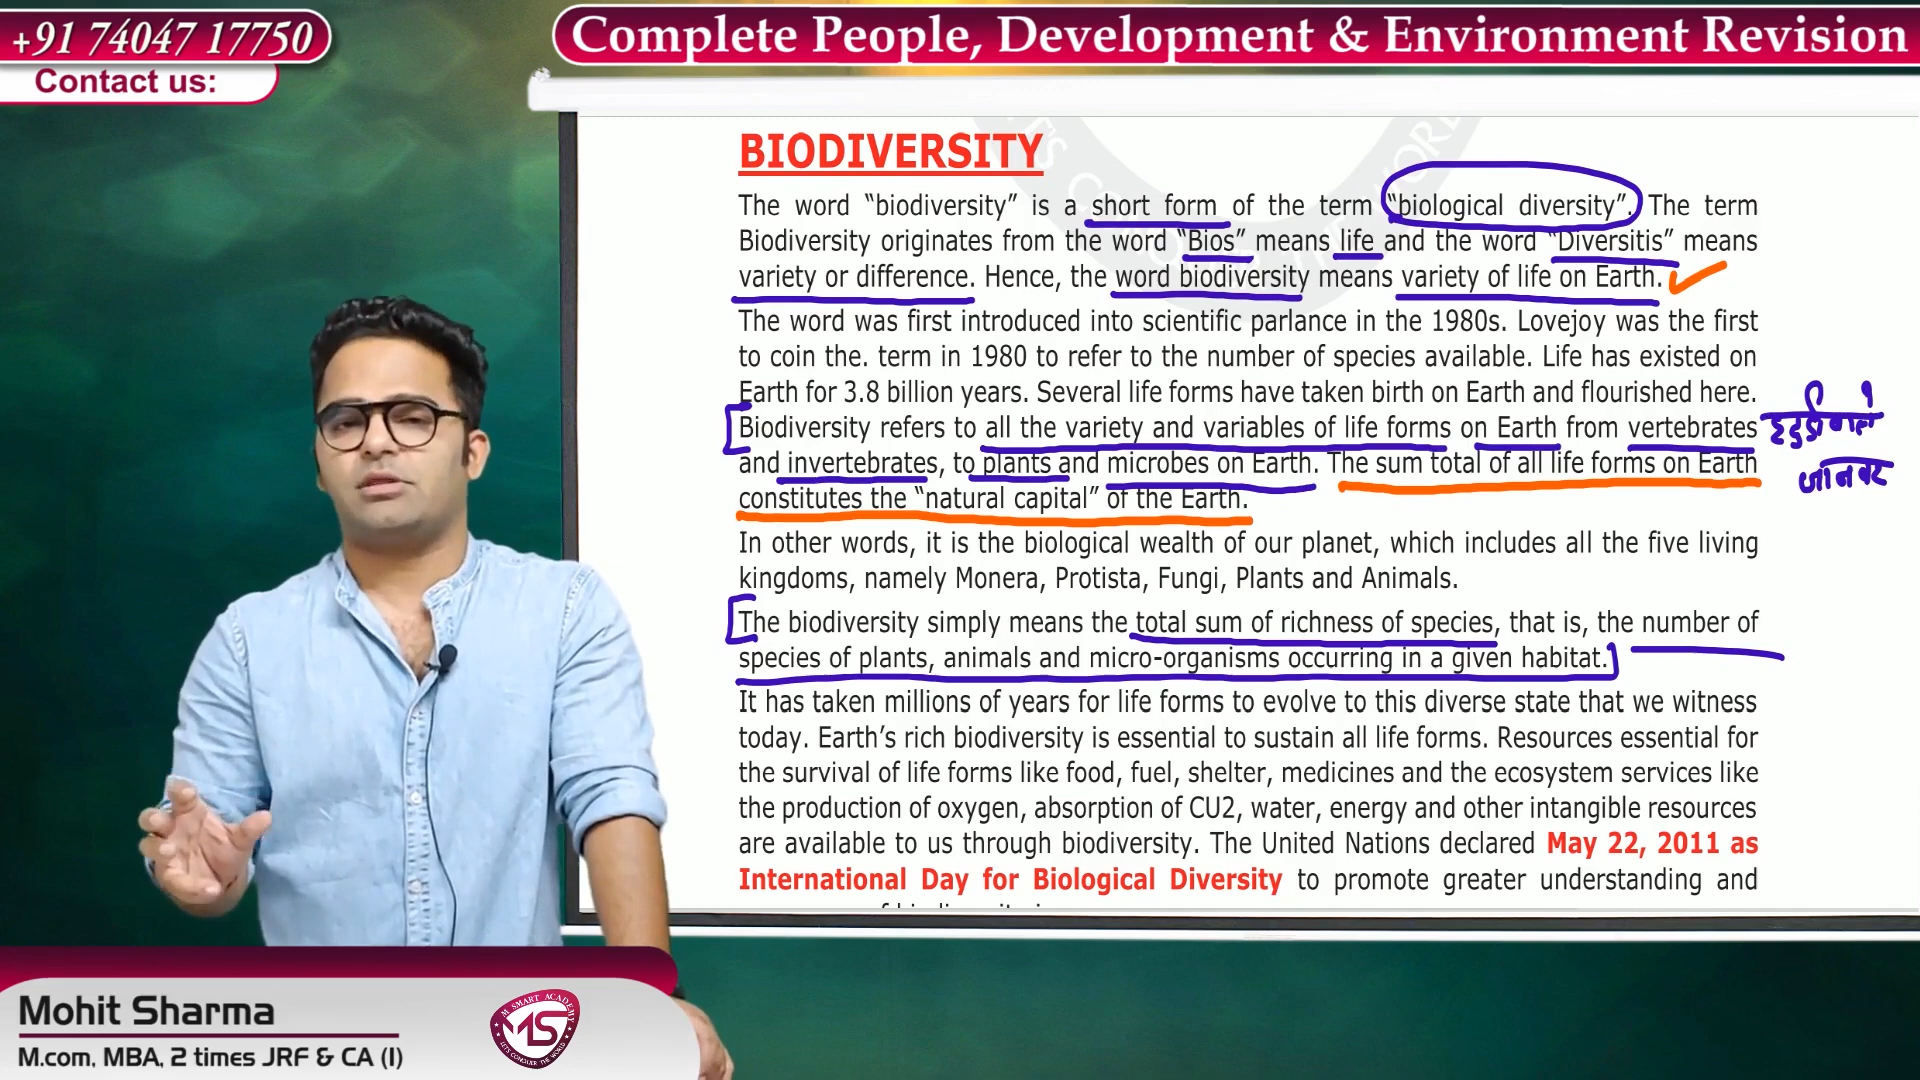 +91 74047 17750
Contact us:
Complete People, Development & Environment Revision
BIODIVERSITY
The word “biodiversity” is a short form of the term “biological diversity”. The term
Biodiversity originates from the word “Bios” means life and the word “Diversitis” means
variety or difference. Hence, the word biodiversity means variety of life on Earth.
The word was first introduced into scientific parlance in the 1980s. Lovejoy was the first
to coin the. term in 1980 to refer to the number of species available. Life has existed on
Earth for 3.8 billion years. Several life forms have taken birth on Earth and flourished here.
Biodiversity refers to all the variety and variables of life forms on Earth from vertebrates
and invertebrates, to plants and microbes on Earth. The sum total of all life forms on Earth
constitutes the “natural capital” of the Earth.
जानवर
In other words, it is the biological wealth of our planet, which includes all the five living
kingdoms, namely Monera, Protista, Fungi, Plants and Animals.
The biodiversity simply means the total sum of richness of species, that is, the number of
species of plants, animals and micro-organisms occurring in a given habitat.
It has taken millions of years for life forms to evolve to this diverse state that we witness
today. Earth’s rich biodiversity is essential to sustain all life forms. Resources essential for
the survival of life forms like food, fuel, shelter, medicines and the ecosystem services like
the production of oxygen, absorption of CU2, water, energy and other intangible resources
are available to us through biodiversity. The United Nations declared May 22, 2011 as
International Day for Biological Diversity to promote greater understanding and
Mohit Sharma
M.com, MBA, 2 times JRF & CA (I)
M SMART ACADEMY
MS
LET'S CONQUER THE WORLD